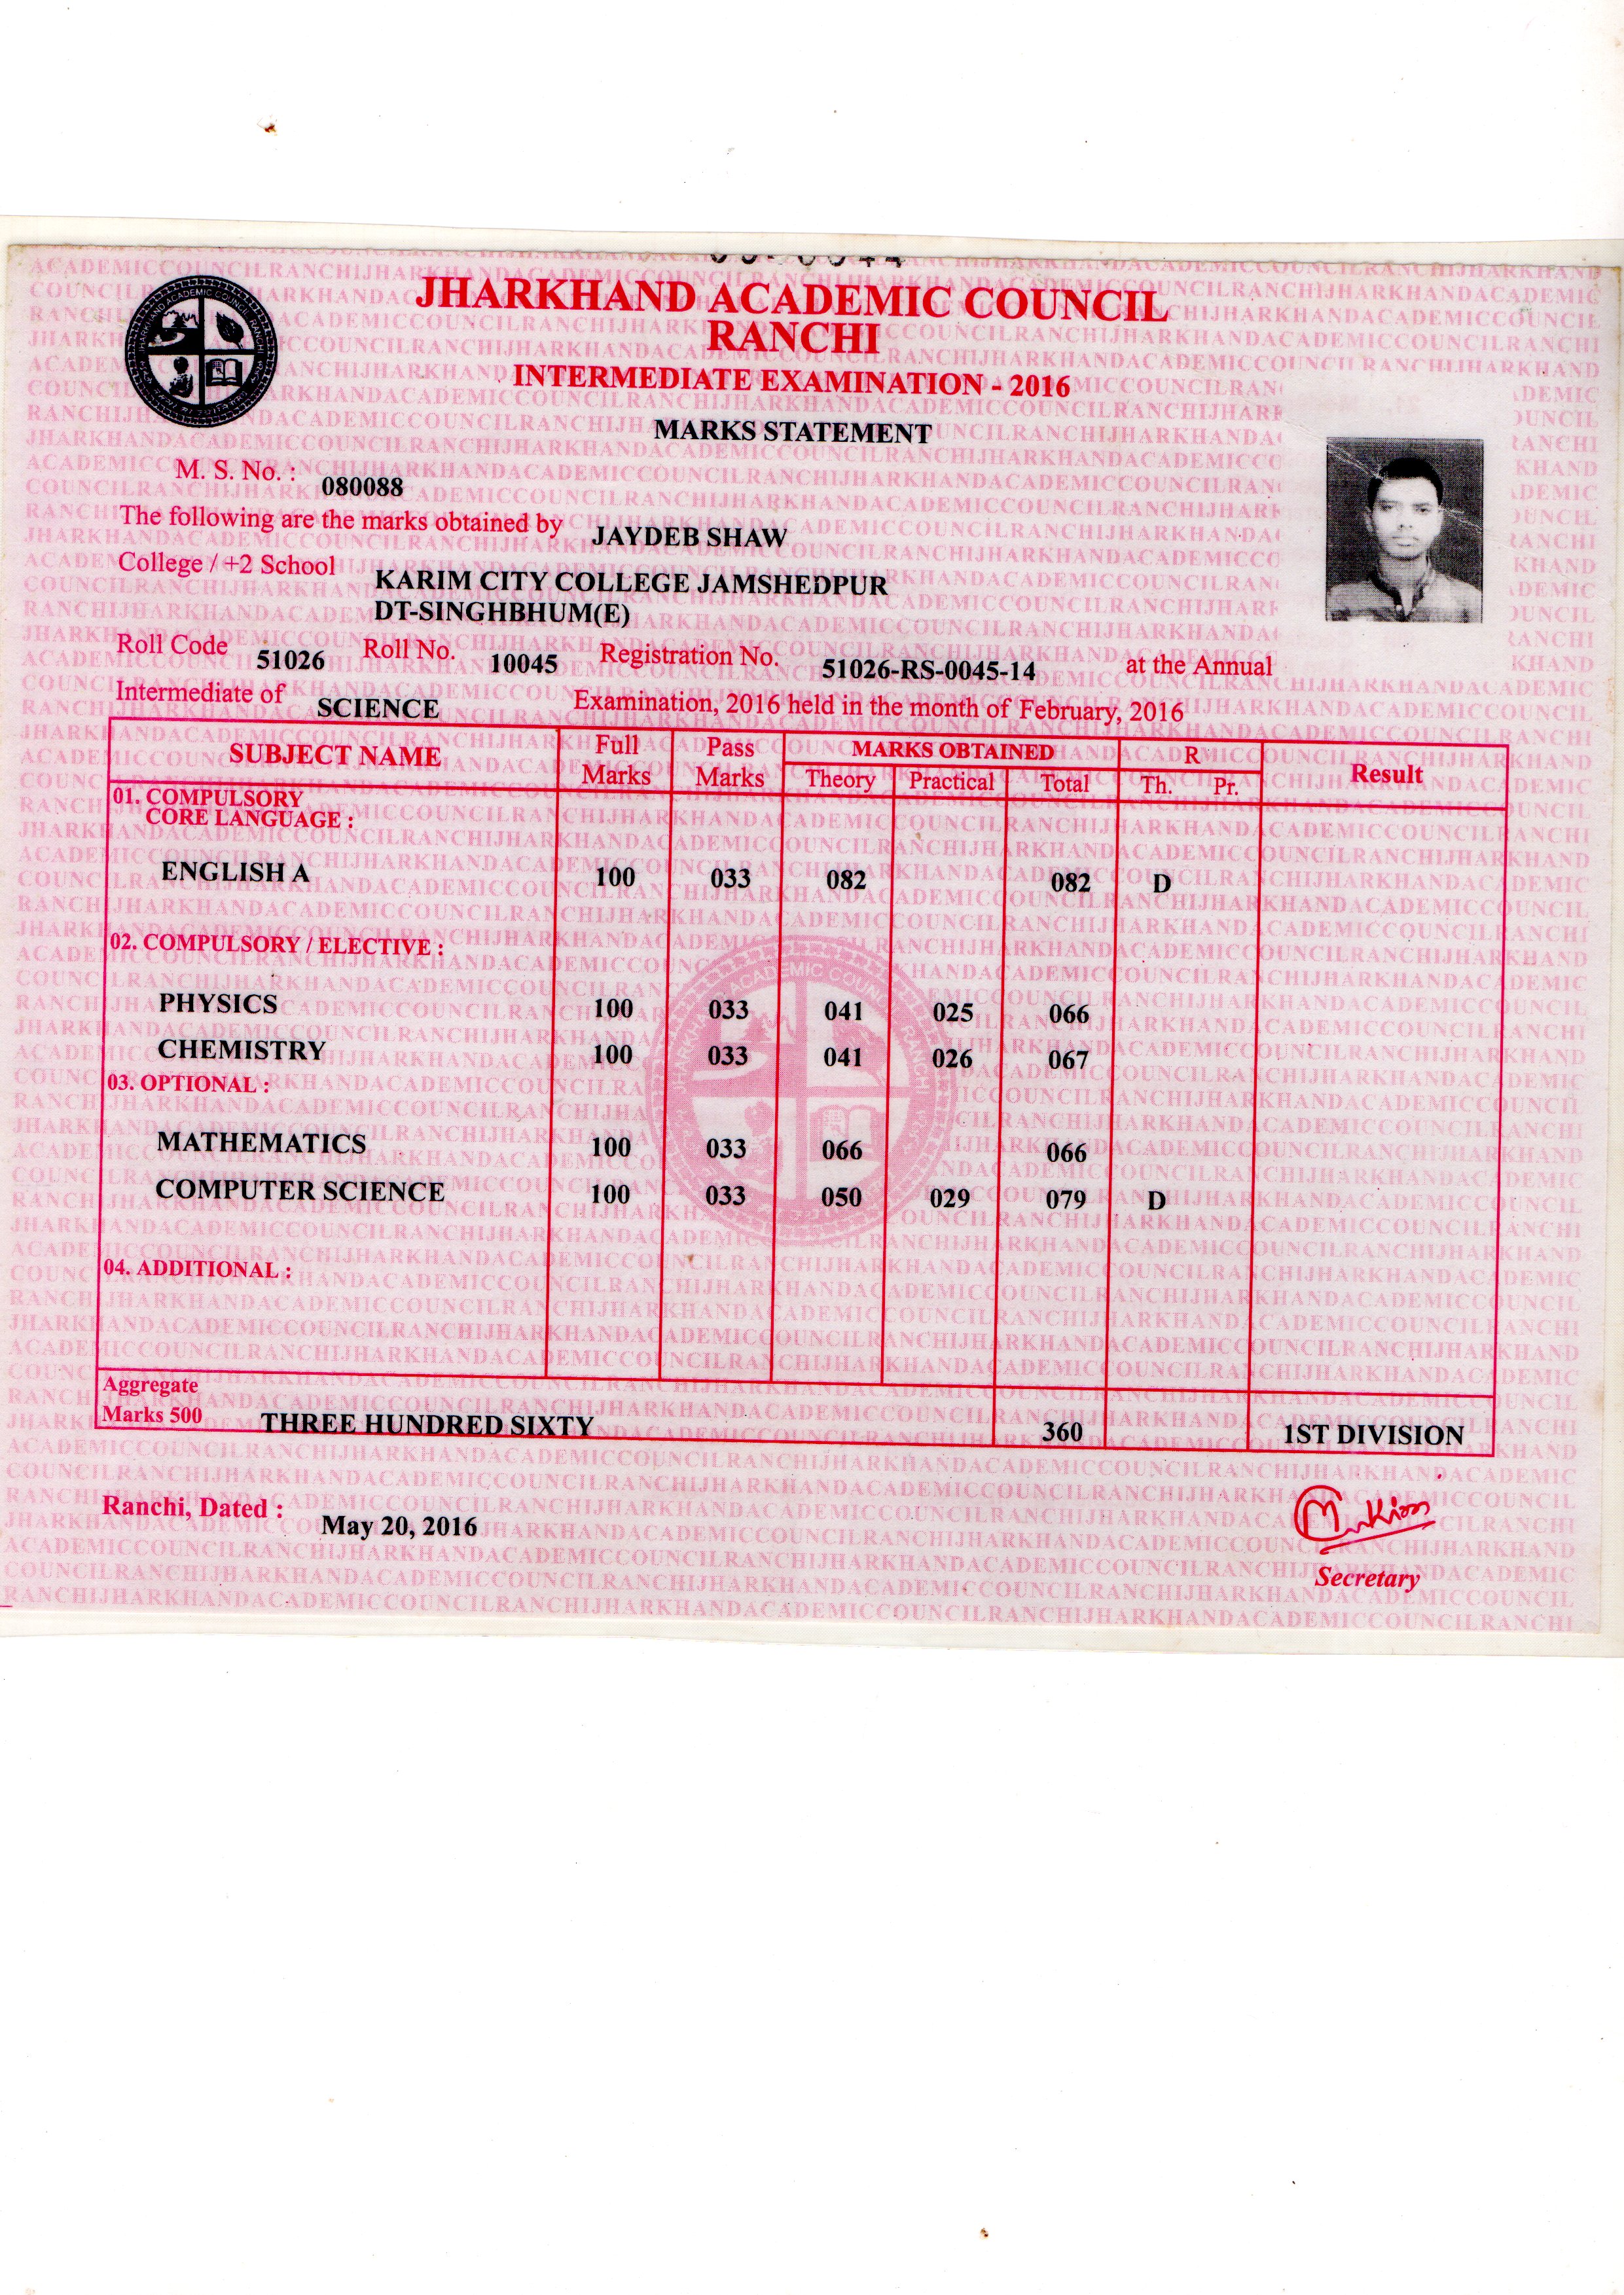 JHARKHAND ACADEMIC COUNCIL
RANCHI
INTERMEDIATE EXAMINATION - 2016
MARKS STATEMENT
M. S. No. : 080088
The following are the marks obtained by JAYDEB SHAW
College / +2 School KARIM CITY COLLEGE JAMSHEDPUR
DT-SINGHBHUM(E)
Roll Code 51026 Roll No. 10045 Registration No. 51026-RS-0045-14 at the Annual
Intermediate of SCIENCE Examination, 2016 held in the month of February, 2016
SUBJECT NAME Full Marks Pass Marks MARKS OBTAINED R Result
Theory Practical Total Th. Pr.
01. COMPULSORY
CORE LANGUAGE :
ENGLISH A 100 033 082 082 D
02. COMPULSORY / ELECTIVE :
PHYSICS 100 033 041 025 066
CHEMISTRY 100 033 041 026 067
03. OPTIONAL :
MATHEMATICS 100 033 066 066
COMPUTER SCIENCE 100 033 050 029 079 D
04. ADDITIONAL :
Aggregate
Marks 500 THREE HUNDRED SIXTY 360 1ST DIVISION
Ranchi, Dated : May 20, 2016
Secretary